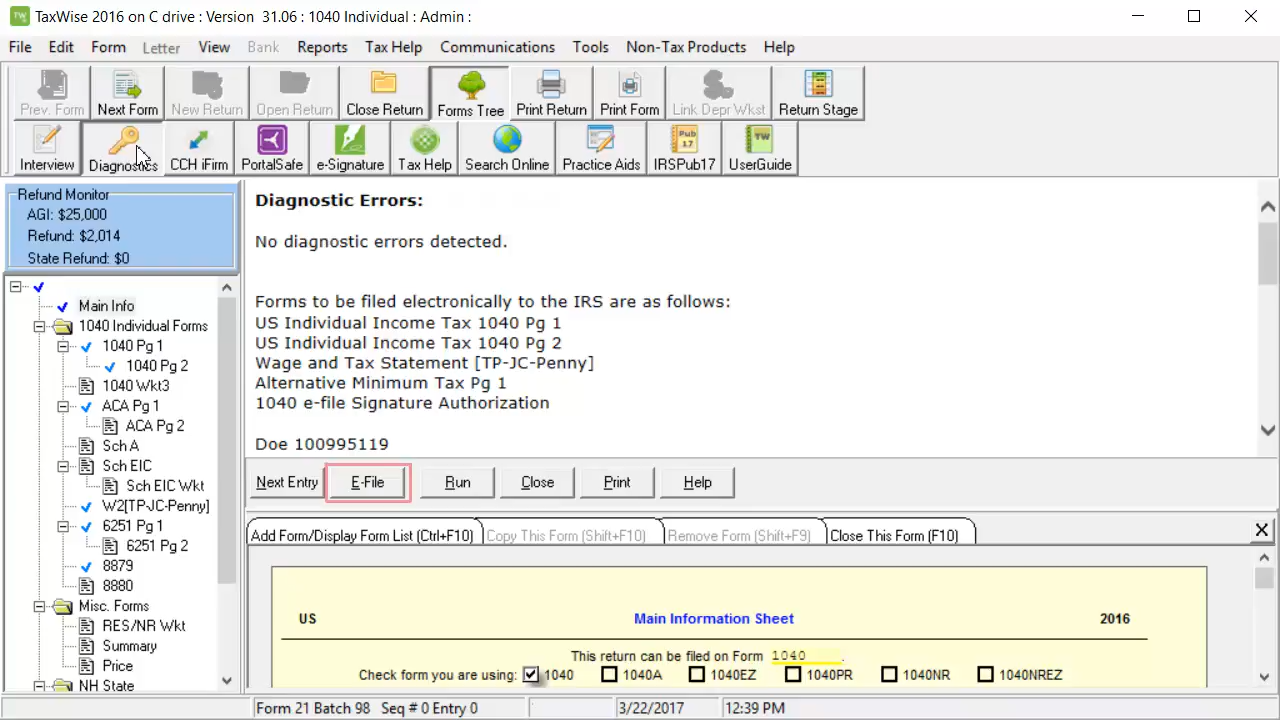 TaxWise 2016 on C drive : Version 31.06 : 1040 Individual : Admin :
File Edit Form Letter View Bank Reports Tax Help Communications Tools Non-Tax Products Help
Prev. Form Next Form New Return Open Return Close Return Forms Tree Print Return Print Form Link Depr Wkst Return Stage
Pub 17 TW
Interview Diagnostics CCH iFirm PortalSafe e-Signature Tax Help Search Online Practice Aids IRSPub17 UserGuide
Refund Monitor
AGI: $25,000
Refund: $2,014
State Refund: $0
Main Info
1040 Individual Forms
1040 Pg 1
1040 Pg 2
1040 Wkt3
ACA Pg 1
ACA Pg 2
Sch A
Sch EIC
Sch EIC Wkt
W2[TP-JC-Penny]
6251 Pg 1
6251 Pg 2
8879
8880
Misc. Forms
RES/NR Wkt
Summary
Price
NH State
Diagnostic Errors:
No diagnostic errors detected.
Forms to be filed electronically to the IRS are as follows:
US Individual Income Tax 1040 Pg 1
US Individual Income Tax 1040 Pg 2
Wage and Tax Statement [TP-JC-Penny]
Alternative Minimum Tax Pg 1
1040 e-file Signature Authorization
Doe 100995119
Next Entry E-File Run Close Print Help
Add Form/Display Form List (Ctrl+F10) Copy This Form (Shift+F10) Remove Form (Shift+F9) Close This Form (F10)
US Main Information Sheet 2016
This return can be filed on Form 1040 .
Check form you are using: 1040 1040A 1040EZ 1040PR 1040NR 1040NREZ
Form 21 Batch 98 Seq # 0 Entry 0 3/22/2017 12:39 PM